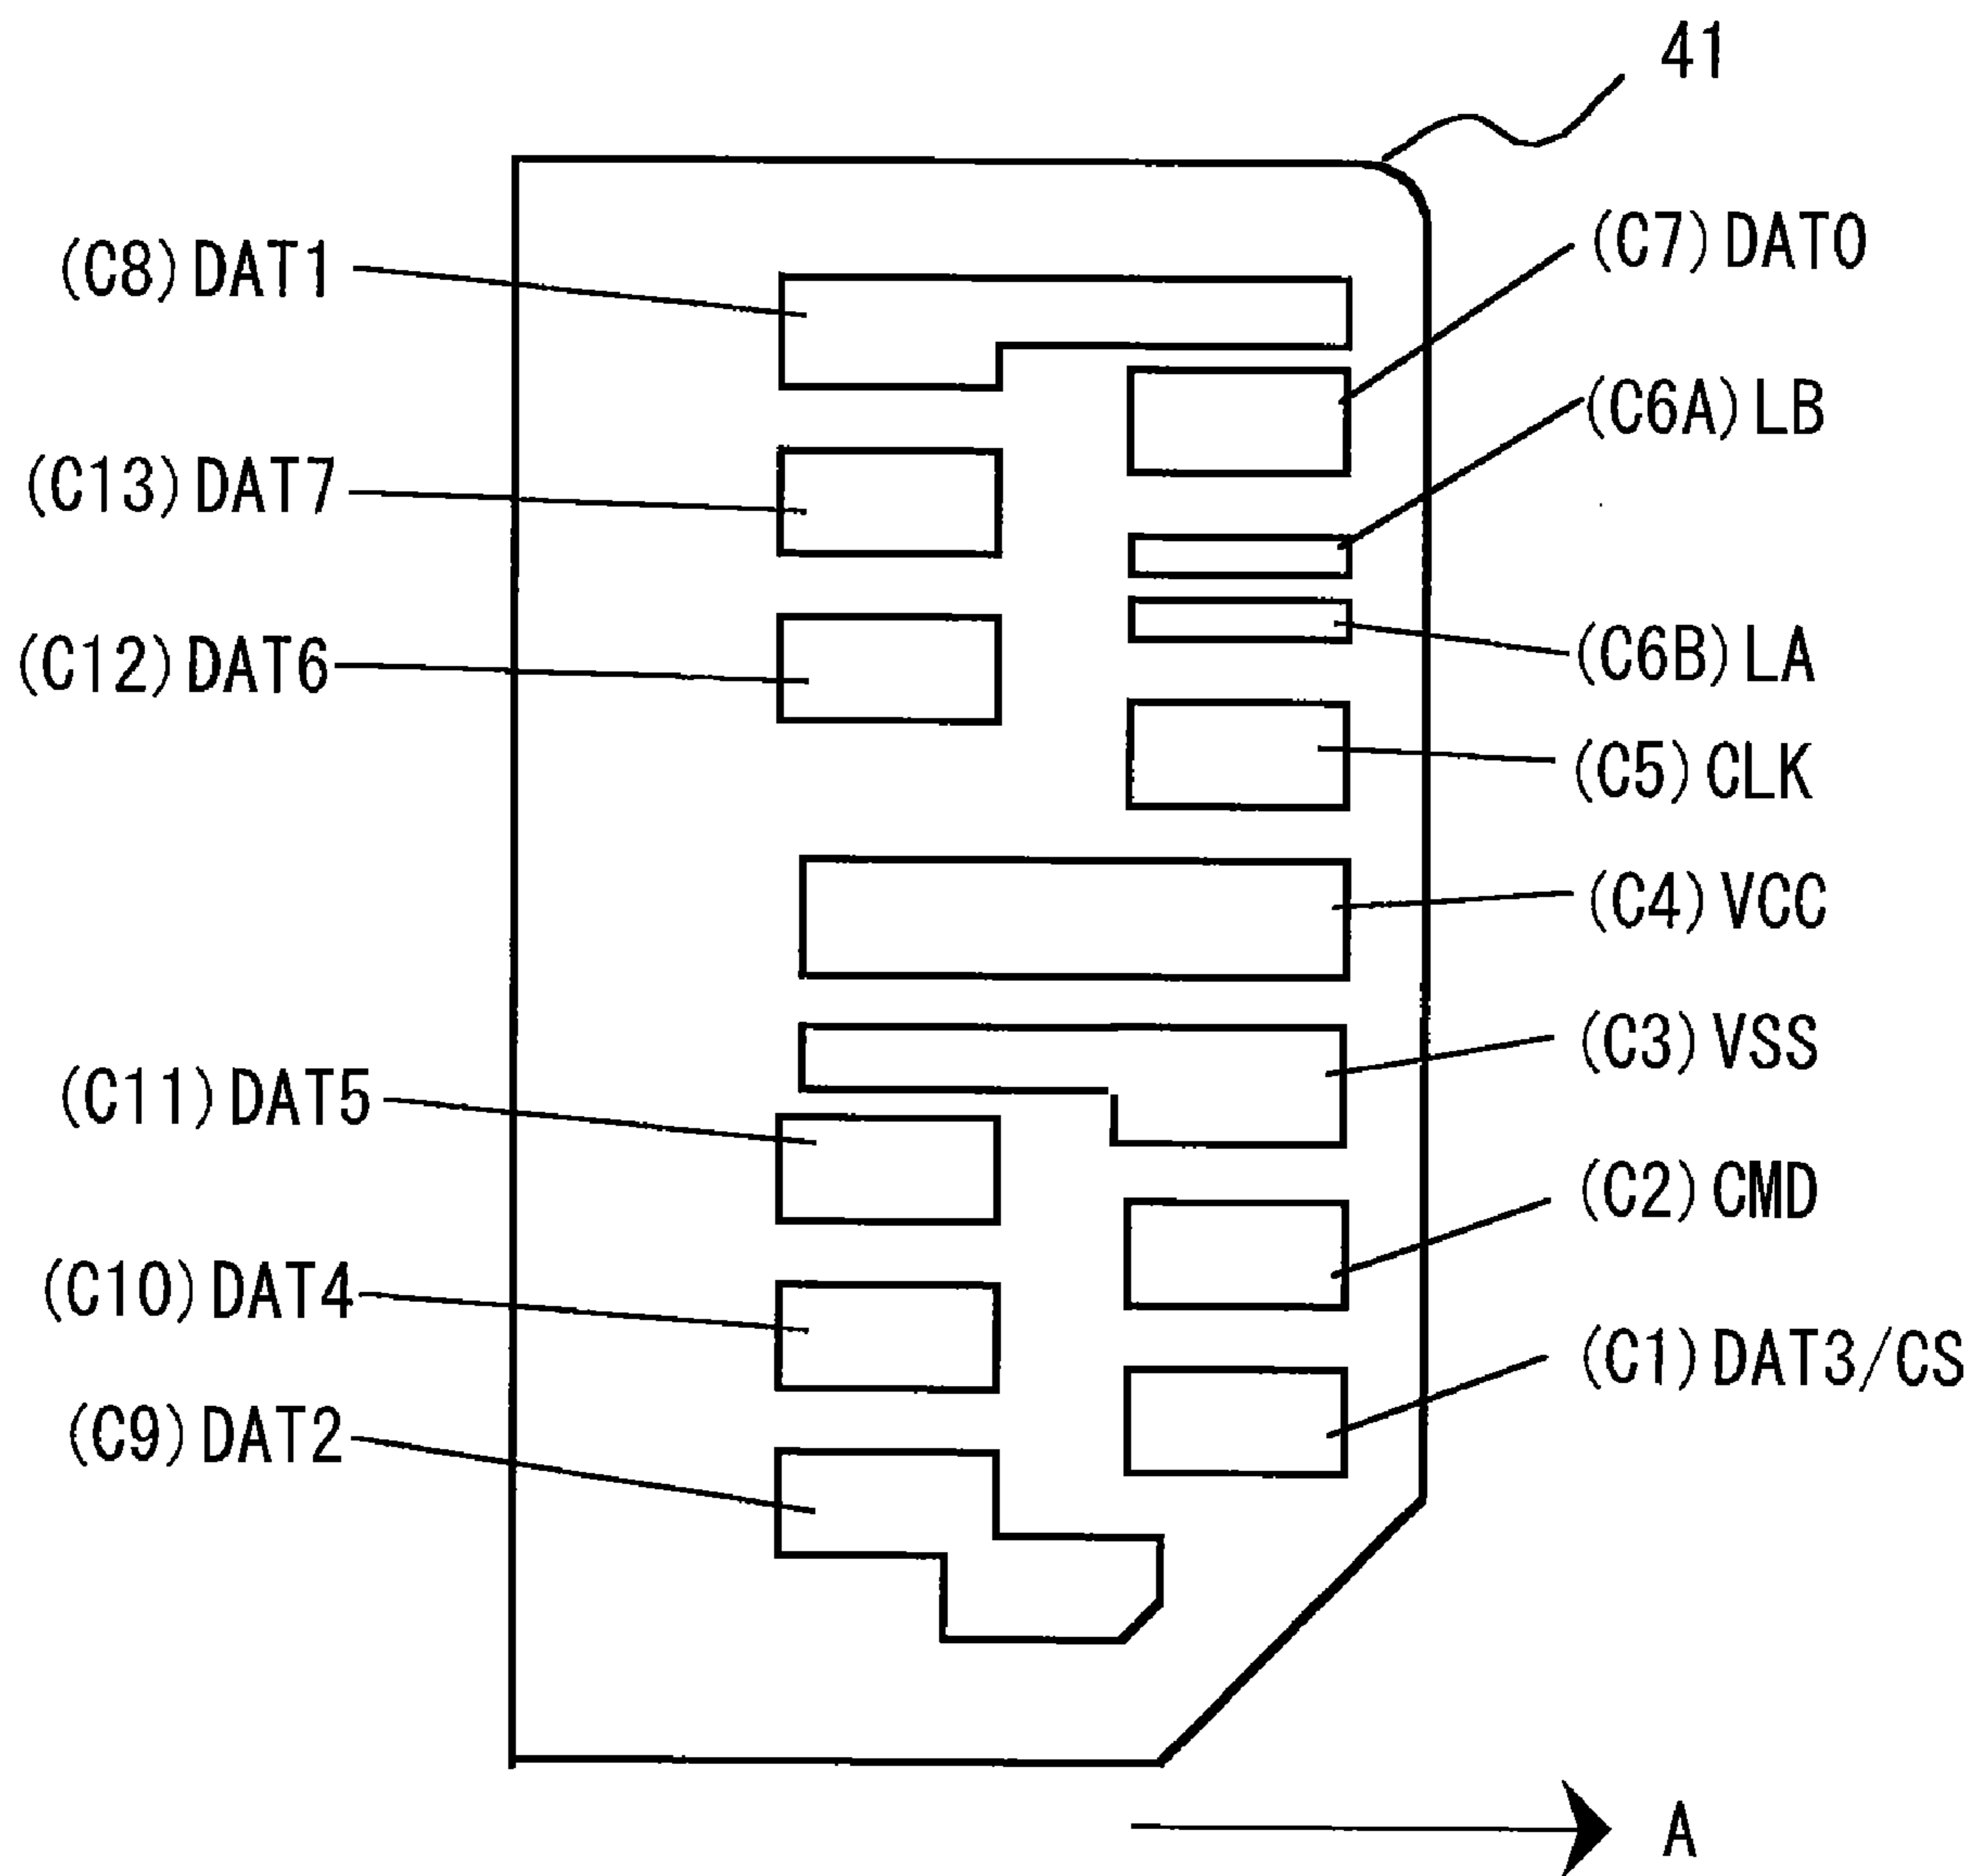 41
(C8)DAT1
(C7)DAT0
(C6A)LB
(C13)DAT7
(C12)DAT6
(C6B)LA
(C5)CLK
(C4)VCC
(C3)VSS
(C11)DAT5
(C2)CMD
(C10)DAT4
(C1)DAT3/CS
(C9)DAT2
A